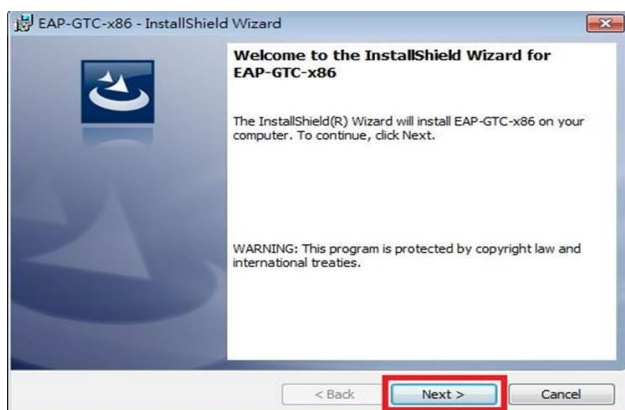 EAP-GTC-x86 - InstallShield Wizard
Welcome to the InstallShield Wizard for
EAP-GTC-x86
The InstallShield(R) Wizard will install EAP-GTC-x86 on your
computer. To continue, click Next.
WARNING: This program is protected by copyright law and
international treaties.
< Back
Next >
Cancel